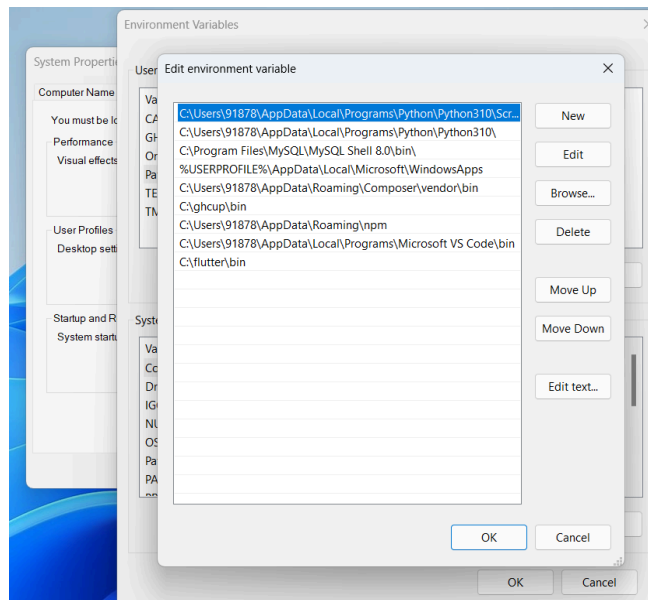 Environment Variables
System Properti
Computer Name
You must be lo
Performance
Visual effects
User Profiles
Desktop sett
Startup and R
System startu
User
Va
CA
GH
On
Pa
TE
TM
Syste
Va
Co
Dr
IG
NU
OS
Pa
PA
Edit environment variable
C:\Users\91878\AppData\Local\Programs\Python\Python310\Scr...
C:\Users\91878\AppData\Local\Programs\Python\Python310\
C:\Program Files\MySQL\MySQL Shell 8.0\bin\
%USERPROFILE%\AppData\Local\Microsoft\WindowsApps
C:\Users\91878\AppData\Roaming\Composer\vendor\bin
C:\ghcup\bin
C:\Users\91878\AppData\Roaming\npm
C:\Users\91878\AppData\Local\Programs\Microsoft VS Code\bin
C:\flutter\bin
New
Edit
Browse...
Delete
Move Up
Move Down
Edit text...
OK
Cancel
OK
Cancel